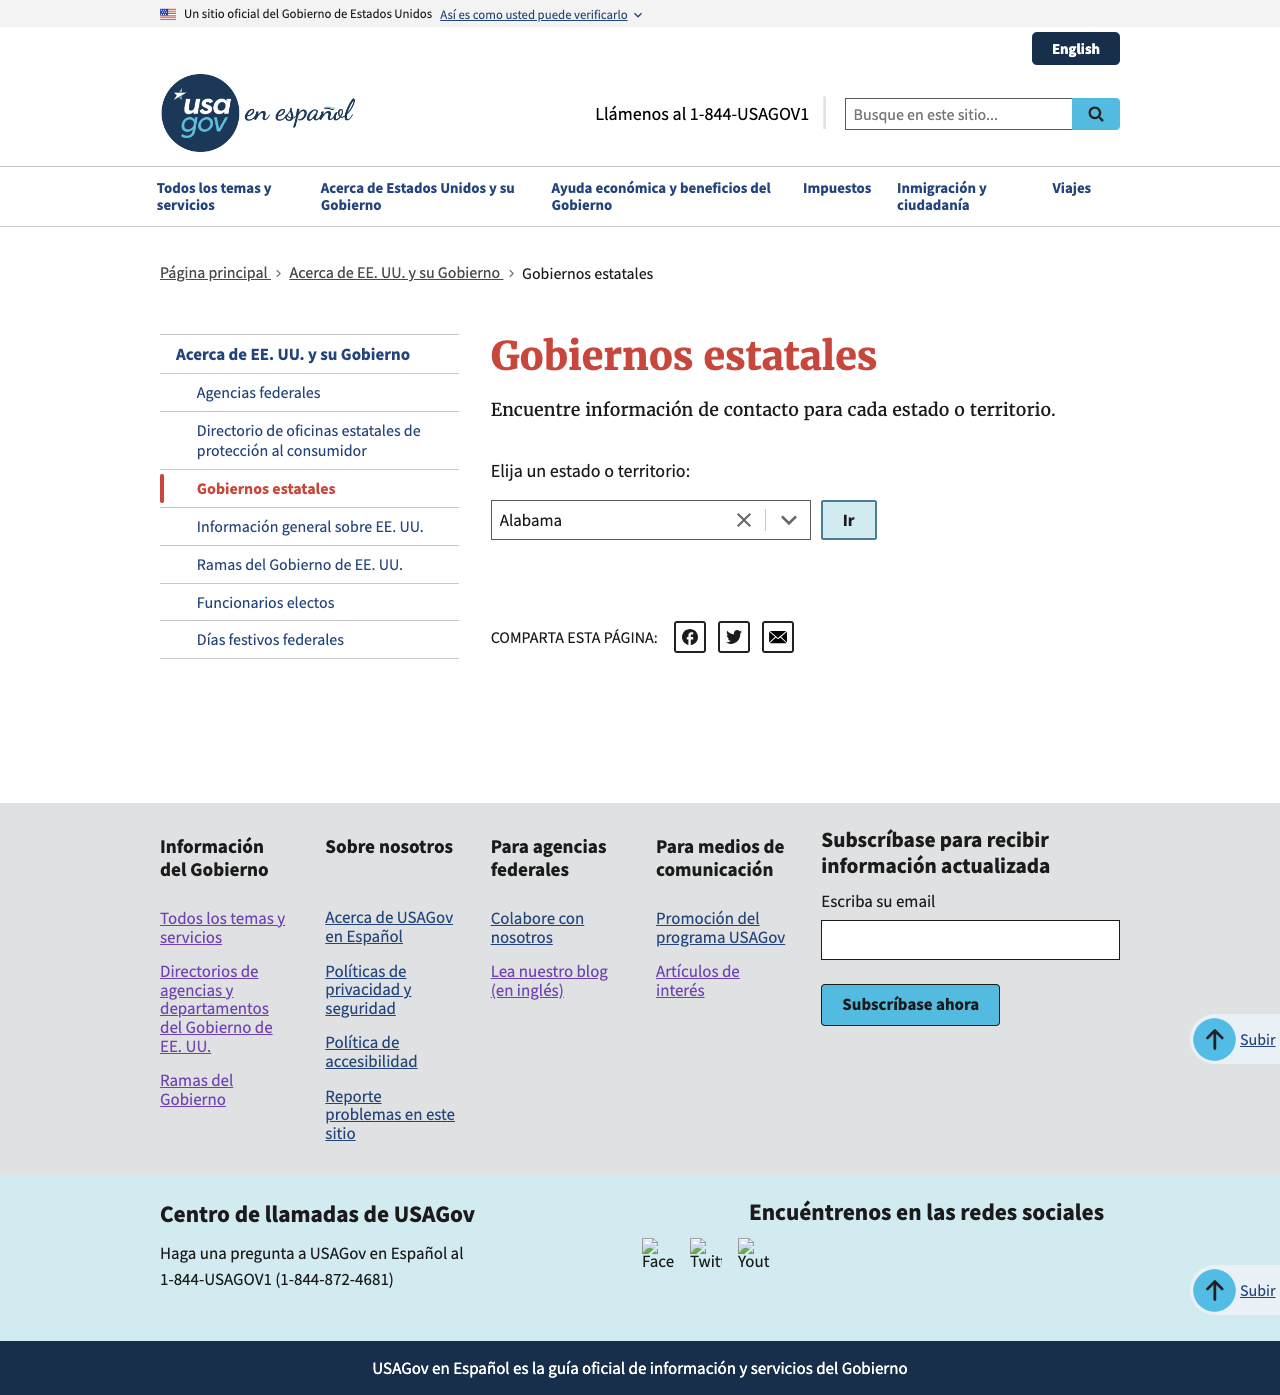 Un sitio oficial del Gobierno de Estados Unidos Así es como usted puede verificarlo
English
usa gov en español
Llámenos al 1-844-USAGOV1
Busque en este sitio...
Todos los temas y servicios
Acerca de Estados Unidos y su Gobierno
Ayuda económica y beneficios del Gobierno
Impuestos
Inmigración y ciudadanía
Viajes
Página principal > Acerca de EE. UU. y su Gobierno > Gobiernos estatales
Acerca de EE. UU. y su Gobierno
Agencias federales
Directorio de oficinas estatales de
protección al consumidor
Gobiernos estatales
Información general sobre EE. UU.
Ramas del Gobierno de EE. UU.
Funcionarios electos
Días festivos federales
Gobiernos estatales
Encuentre información de contacto para cada estado o territorio.
Elija un estado o territorio:
Alabama
Ir
COMPARTA ESTA PÁGINA:
Información
del Gobierno
Todos los temas y
servicios
Directorios de
agencias y
departamentos
del Gobierno de
EE. UU.
Ramas del
Gobierno
Sobre nosotros
Acerca de USAGov
en Español
Políticas de
privacidad y
seguridad
Política de
accesibilidad
Reporte
problemas en este
sitio
Para agencias
federales
Colabore con
nosotros
Lea nuestro blog
(en inglés)
Para medios de
comunicación
Promoción del
programa USAGov
Artículos de
interés
Subscríbase para recibir
información actualizada
Escriba su email
Subscríbase ahora
Subir
Centro de llamadas de USAGov
Haga una pregunta a USAGov en Español al
1-844-USAGOV1 (1-844-872-4681)
Encuéntrenos en las redes sociales
Face Twit Yout
Subir
USAGov en Español es la guía oficial de información y servicios del Gobierno